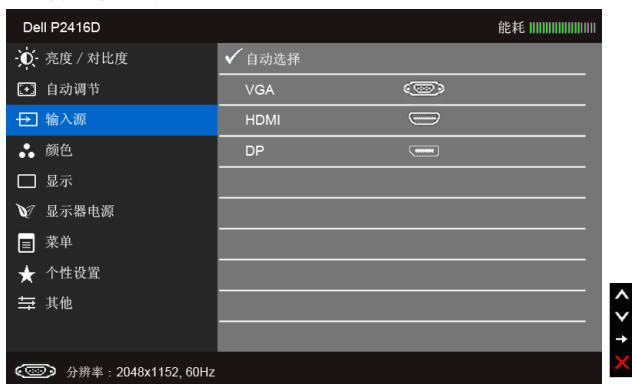 Dell P2416D 能耗
亮度 / 对比度
自动选择
自动调节
VGA
输入源
HDMI
颜色
DP
显示
显示器电源
菜单
个性设置
其他
分辨率：2048x1152, 60Hz